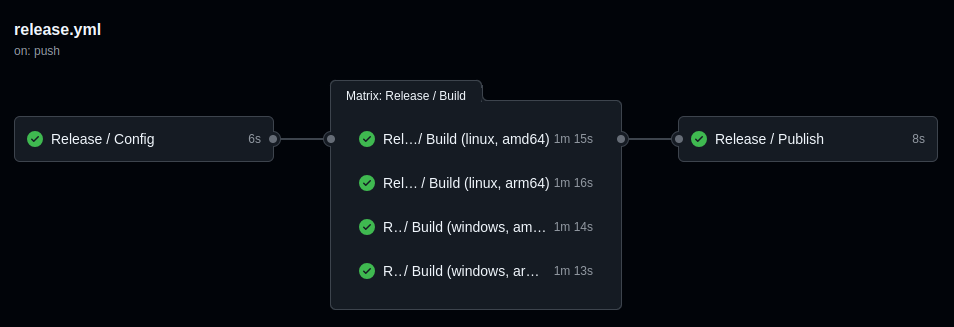 release.yml
on: push
Matrix: Release / Build
Release / Config 6s
Rel…/ Build (linux, amd64) 1m 15s
Rel… / Build (linux, arm64) 1m 16s
R…/ Build (windows, am… 1m 14s
R…/ Build (windows, ar… 1m 13s
Release / Publish 8s